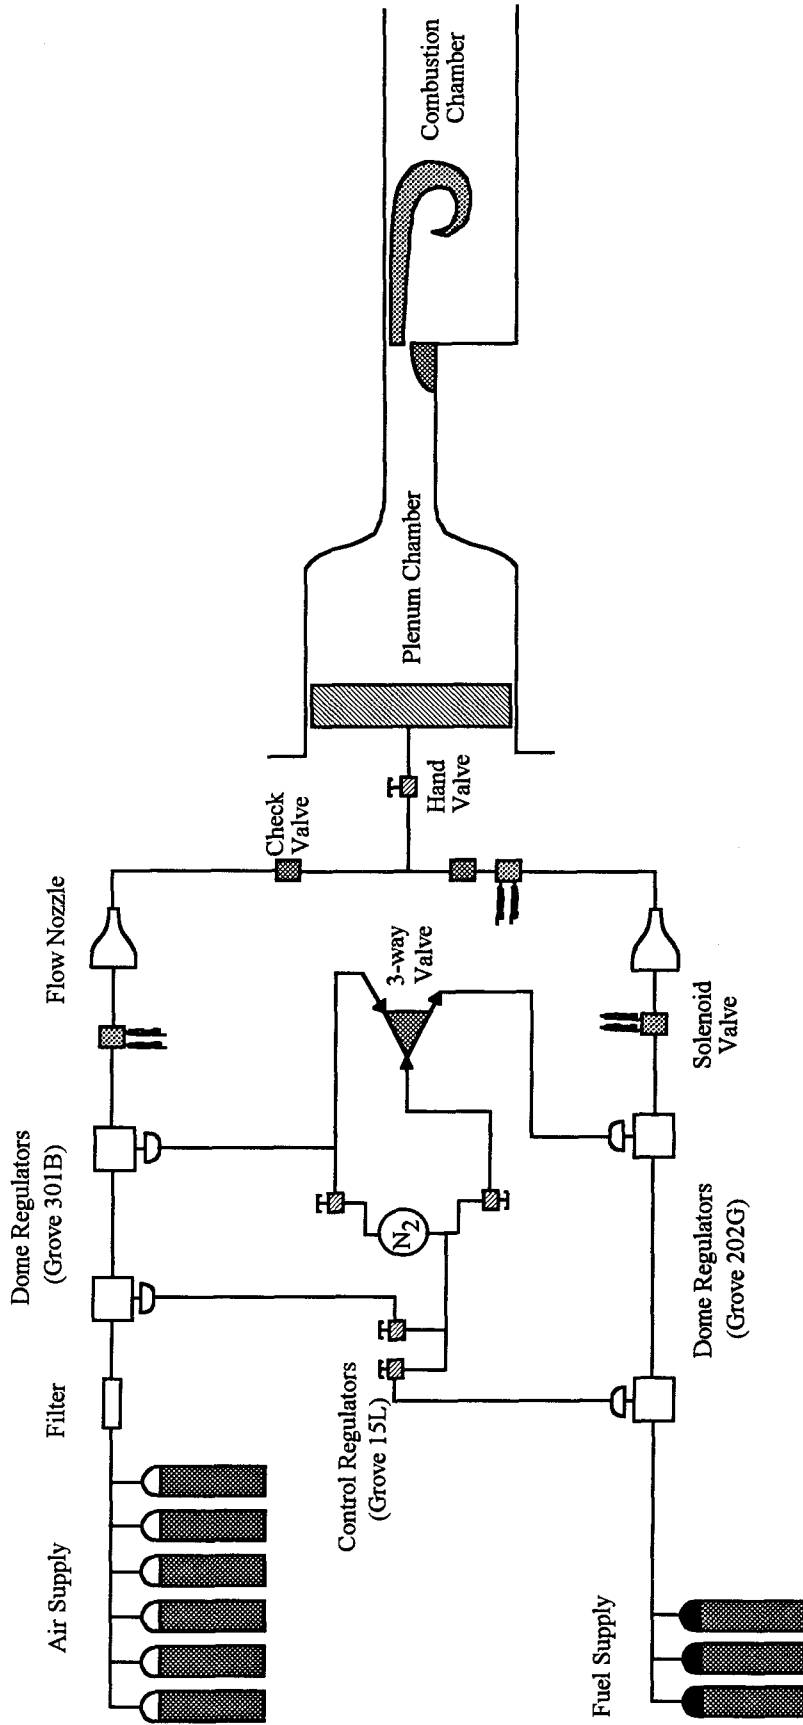 Air Supply
Filter
Dome Regulators
(Grove 301B)
Flow Nozzle
Check
Valve
Control Regulators
(Grove 15L)
N2
3-way
Valve
Hand
Valve
Plenum Chamber
Combustion
Chamber
Fuel Supply
Dome Regulators
(Grove 202G)
Solenoid
Valve